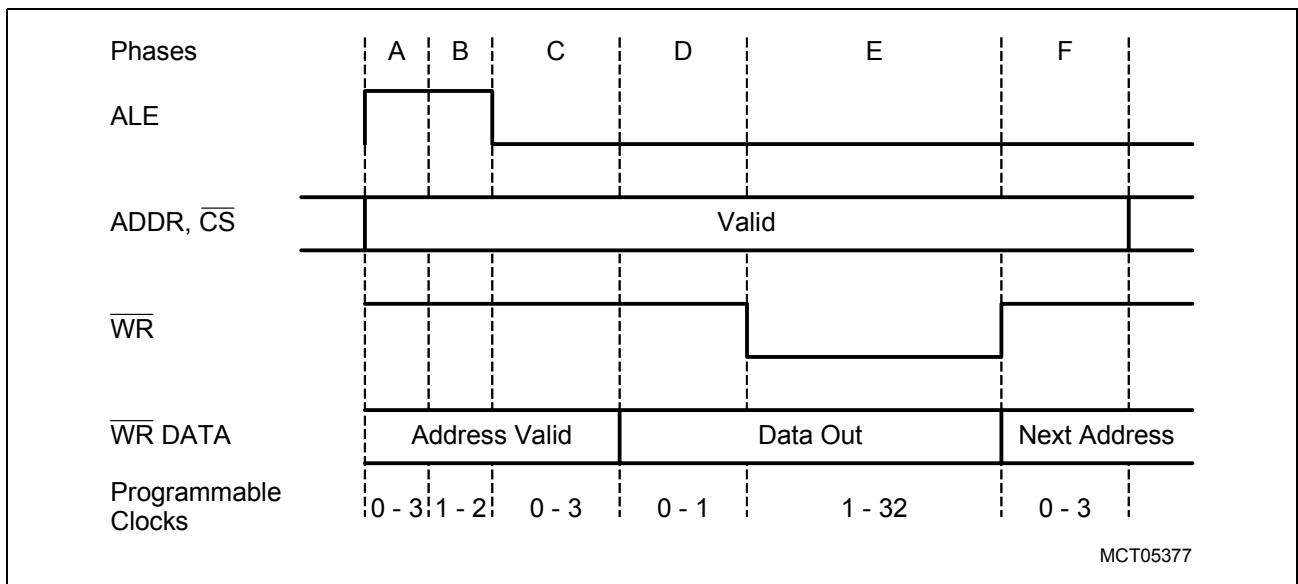 Phases A B C D E F
ALE
ADDR, CS Valid
WR
WR DATA Address Valid Data Out Next Address
Programmable
Clocks 0 - 3 1 - 2 0 - 3 0 - 1 1 - 32 0 - 3
MCT05377